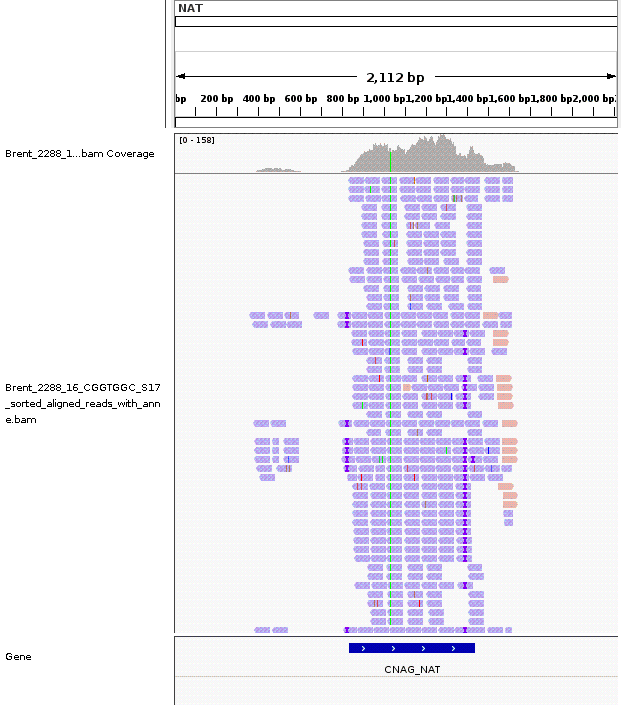 NAT
2,112 bp
bp 200 bp 400 bp 600 bp 800 bp 1,000 bp 1,200 bp 1,400 bp 1,600 bp 1,800 bp 2,000 bp
[0 - 158]
Brent_2288_1...bam Coverage
Brent_2288_16_CGGTGGC_S17
_sorted_aligned_reads_with_ann
e.bam
Gene
CNAG_NAT